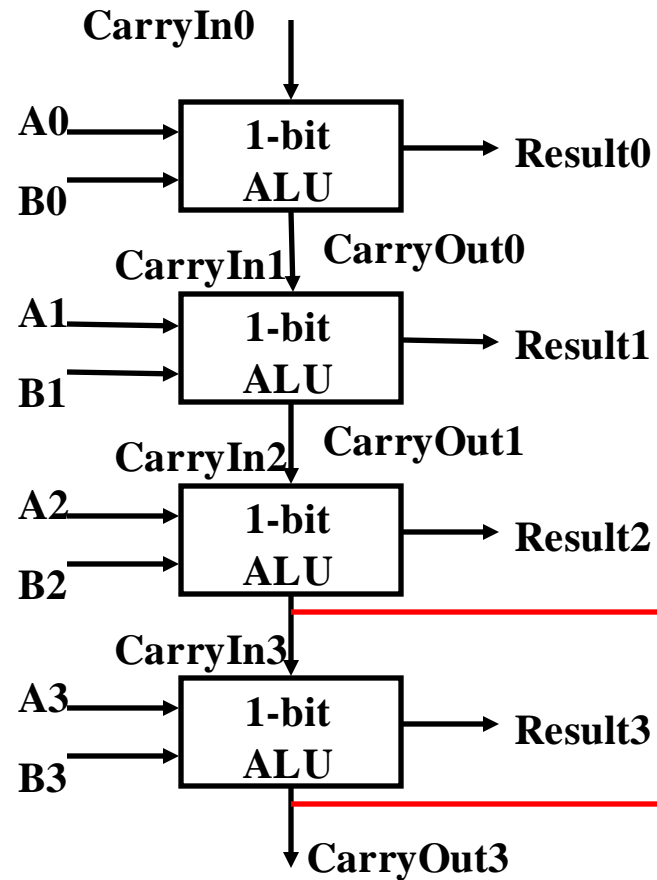 CarryIn0
A0
1-bit
ALU
Result0
B0
CarryIn1
CarryOut0
A1
1-bit
ALU
Result1
B1
CarryIn2
CarryOut1
A2
1-bit
ALU
Result2
B2
CarryIn3
A3
1-bit
ALU
Result3
B3
CarryOut3